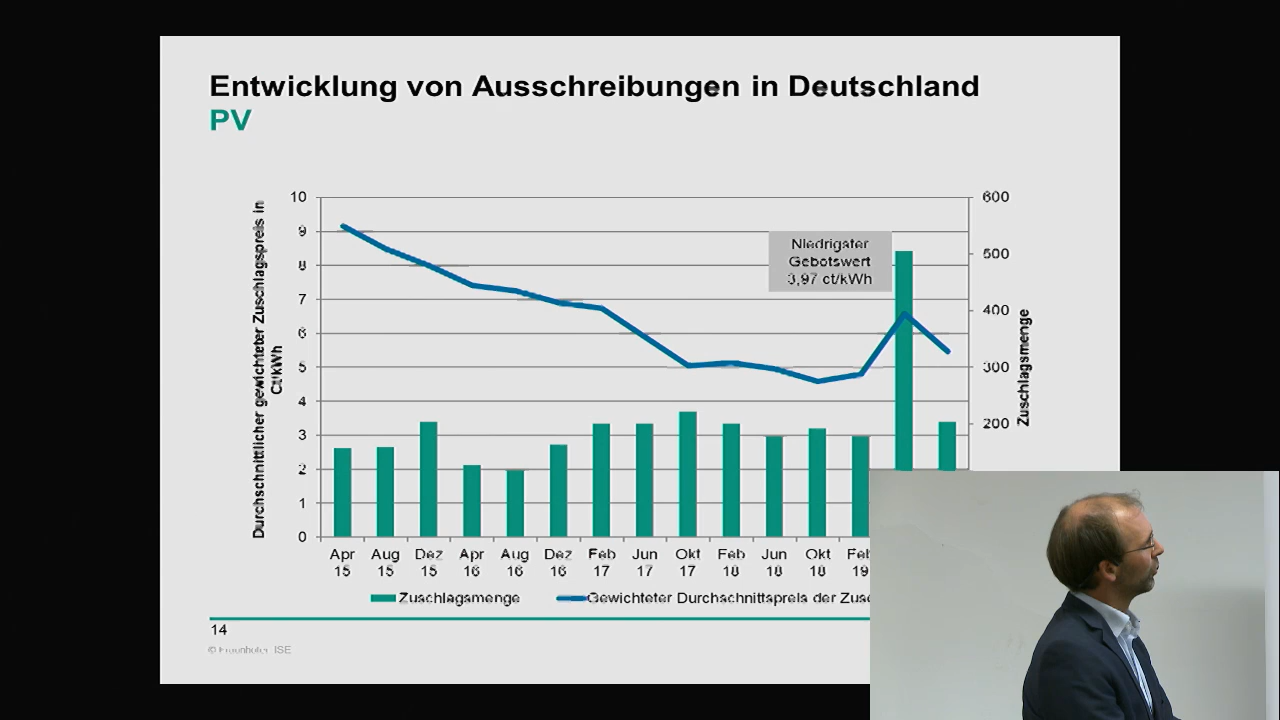 Entwicklung von Ausschreibungen in Deutschland
PV
Durchschnittlicher gewichteter Zuschlagspreis in
Ct/kWh
10
9
8
7
6
5
4
3
2
1
0
Niedrigster
Gebotswert
3,97 ct/kWh
600
500
400
300
200
Zuschlagsmenge
Apr Aug Dez Apr Aug Dez Feb Jun Okt Feb Jun Okt Feb
15 15 15 16 16 16 17 17 17 18 18 18 19
Zuschlagsmenge Gewichteter Durchschnittspreis der
14
© Fraunhofer ISE